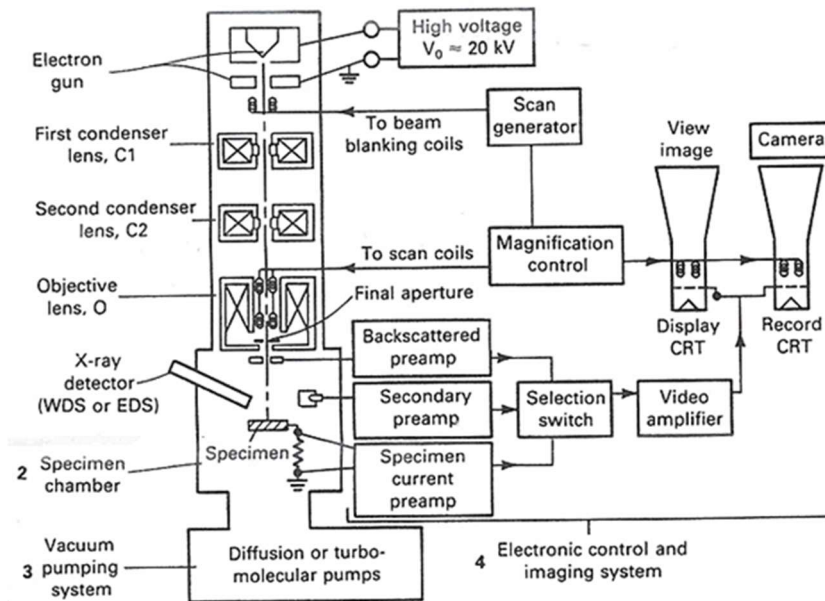 High voltage
V₀ ≈ 20 kV
Electron
gun
Scan
generator
To beam
blanking coils
View
image
Camera
First condenser
lens, C1
Second condenser
lens, C2
To scan coils
Magnification
control
Objective
lens, O
Final aperture
Display
CRT
Record
CRT
X-ray
detector
(WDS or EDS)
Backscattered
preamp
Secondary
preamp
Selection
switch
Video
amplifier
Specimen
Specimen
current
preamp
2 Specimen
chamber
3 Vacuum
pumping
system
Diffusion or turbo-
molecular pumps
4 Electronic control and
imaging system